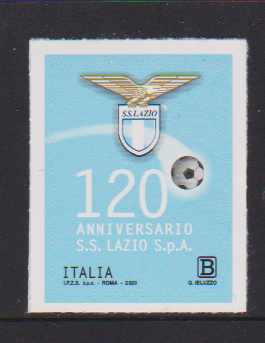 S.S.LAZIO
120
ANNIVERSARIO
S.S. LAZIO S.p.A.
ITALIA
B
I.P.Z.S. S.p.A. - ROMA - 2020
G. IELUZZO